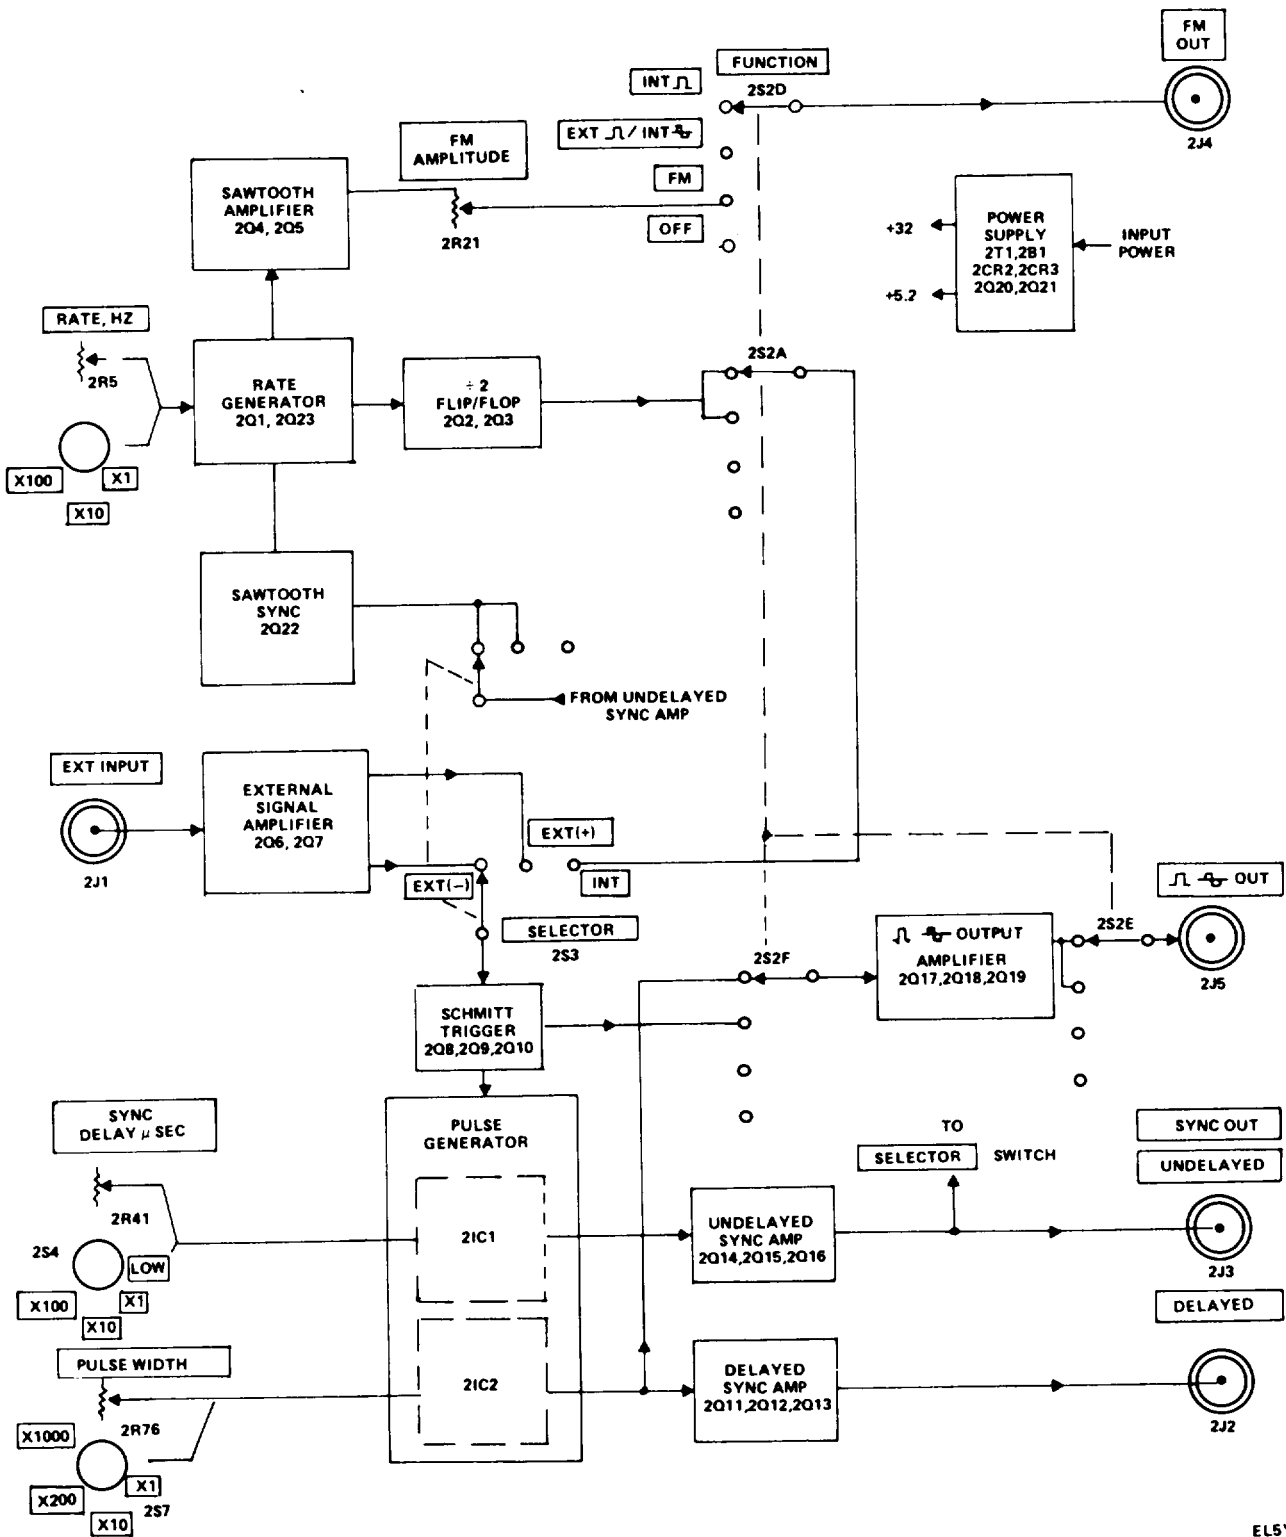 FM
OUT
FUNCTION
INT
2S2D
2J4
EXT / INT
FM
AMPLITUDE
FM
OFF
2R21
SAWTOOTH
AMPLIFIER
2Q4, 2Q5
POWER
SUPPLY
2T1,2B1
2CR2,2CR3
2Q20,2Q21
+32
+5.2
INPUT
POWER
RATE, HZ
2R5
X100
X1
X10
RATE
GENERATOR
2Q1, 2Q23
÷ 2
FLIP/FLOP
2Q2, 2Q3
2S2A
SAWTOOTH
SYNC
2Q22
FROM UNDELAYED
SYNC AMP
EXT INPUT
2J1
EXTERNAL
SIGNAL
AMPLIFIER
2Q6, 2Q7
EXT(+)
EXT(–)
INT
SELECTOR
2S3
OUT
2S2E
2J5
2S2F
OUTPUT
AMPLIFIER
2Q17,2Q18,2Q19
SCHMITT
TRIGGER
2Q8,2Q9,2Q10
SYNC
DELAY μ SEC
2R41
2S4
LOW
X1
X100
X10
PULSE
GENERATOR
2IC1
2IC2
TO
SELECTOR SWITCH
SYNC OUT
UNDELAYED
UNDELAYED
SYNC AMP
2Q14,2Q15,2Q16
2J3
DELAYED
DELAYED
SYNC AMP
2Q11,2Q12,2Q13
2J2
PULSE WIDTH
2R76
X1000
X1
X200
2S7
X10